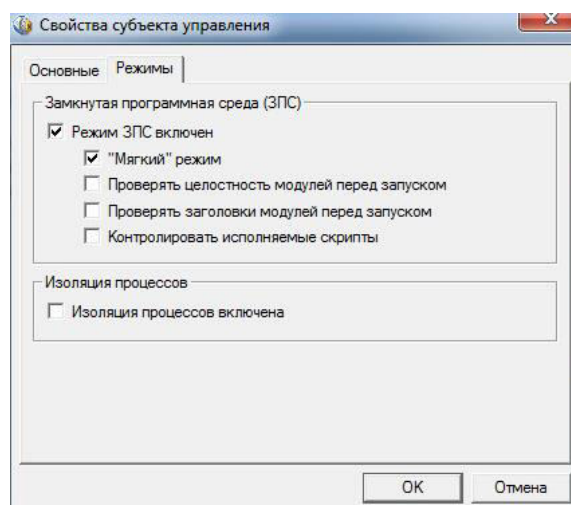 Свойства субъекта управления
Основные Режимы
Замкнутая программная среда (ЗПС)
Режим ЗПС включен
"Мягкий" режим
Проверять целостность модулей перед запуском
Проверять заголовки модулей перед запуском
Контролировать исполняемые скрипты
Изоляция процессов
Изоляция процессов включена
OK Отмена